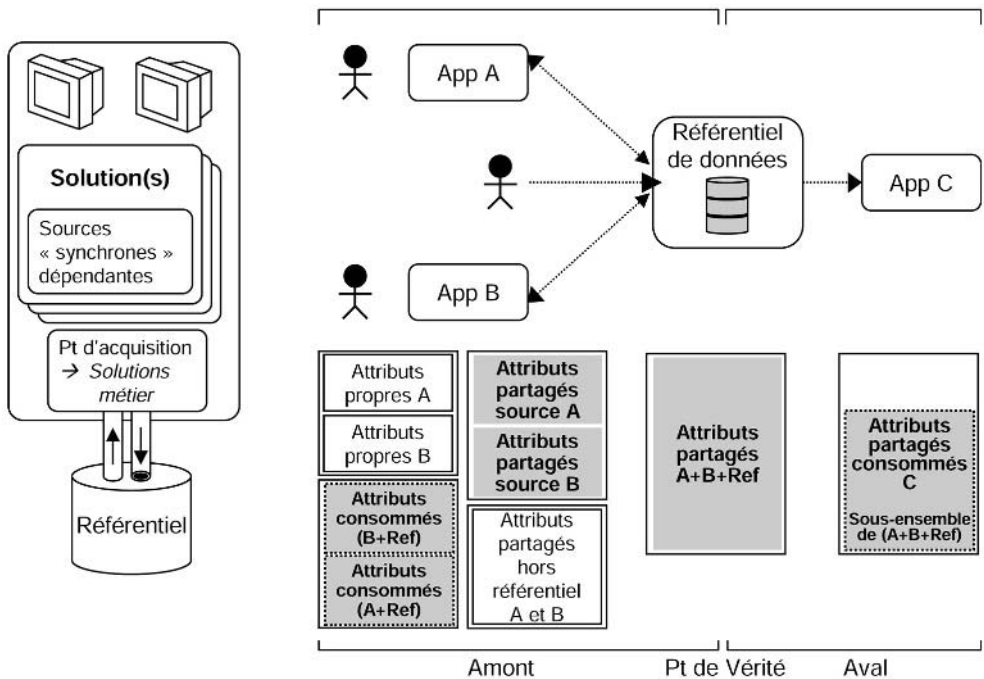 Solution(s)
Sources
« synchrones »
dépendantes
Pt d'acquisition
→ Solutions
métier
Référentiel
App A
App B
Référentiel
de données
App C
Attributs
propres A
Attributs
propres B
Attributs
consommés
(B+Ref)
Attributs
consommés
(A+Ref)
Attributs
partagés
source A
Attributs
partagés
source B
Attributs
partagés
hors
référentiel
A et B
Attributs
partagés
A+B+Ref
Attributs
partagés
consommés
C
Sous-ensemble
de (A+B+Ref)
Amont
Pt de Vérité
Aval